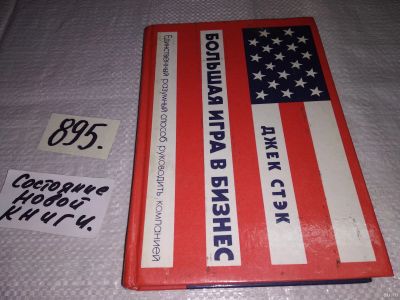 ДЖЕК СТЭК
БОЛЬШАЯ ИГРА В БИЗНЕС
Единственный разумный способ руководить компанией
895.
Состояние
новой
книги.